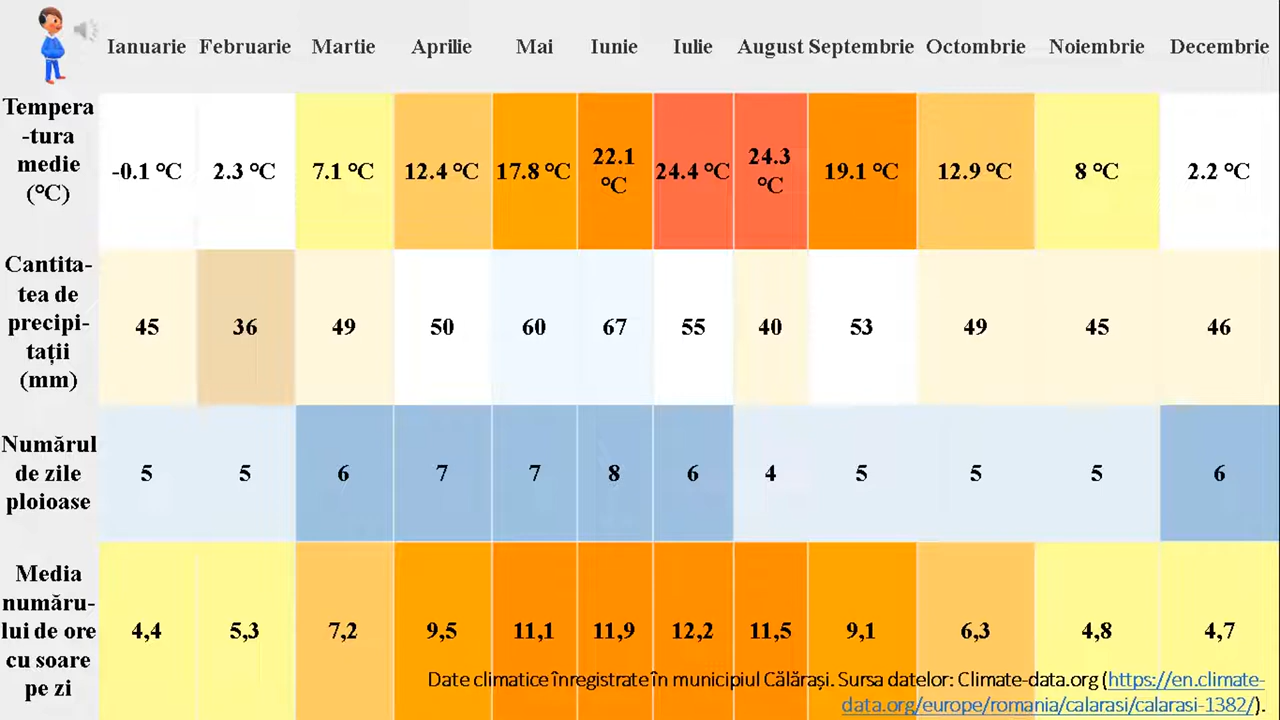 Ianuarie Februarie Martie Aprilie Mai Iunie Iulie August Septembrie Octombrie Noiembrie Decembrie
Tempera
-tura
medie
(°C)
-0.1 °C 2.3 °C 7.1 °C 12.4 °C 17.8 °C 22.1 °C 24.4 °C 24.3 °C 19.1 °C 12.9 °C 8 °C 2.2 °C
Cantita-
tea de
precipi-
tații
(mm)
45 36 49 50 60 67 55 40 53 49 45 46
Numărul
de zile
ploioase
5 5 6 7 7 8 6 4 5 5 5 6
Media
număru-
lui de ore
cu soare
pe zi
4,4 5,3 7,2 9,5 11,1 11,9 12,2 11,5 9,1 6,3 4,8 4,7
Date climatice înregistrate în municipiul Călărași. Sursa datelor: Climate-data.org (https://en.climate-
data.org/europe/romania/calarasi/calarasi-1382/).